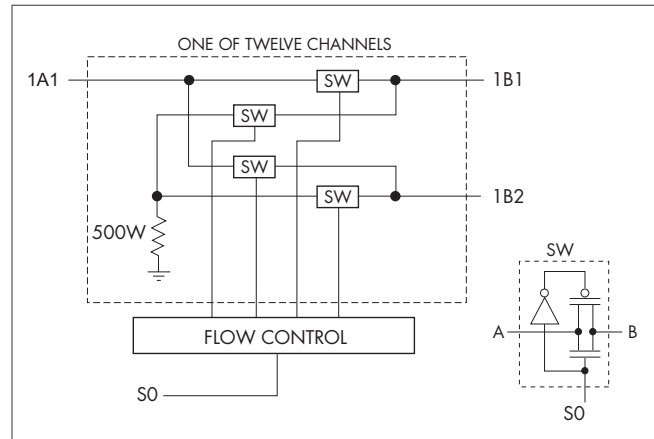 ONE OF TWELVE CHANNELS
1A1
SW
1B1
SW
SW
SW
1B2
500W
SW
FLOW CONTROL
A
B
S0
S0